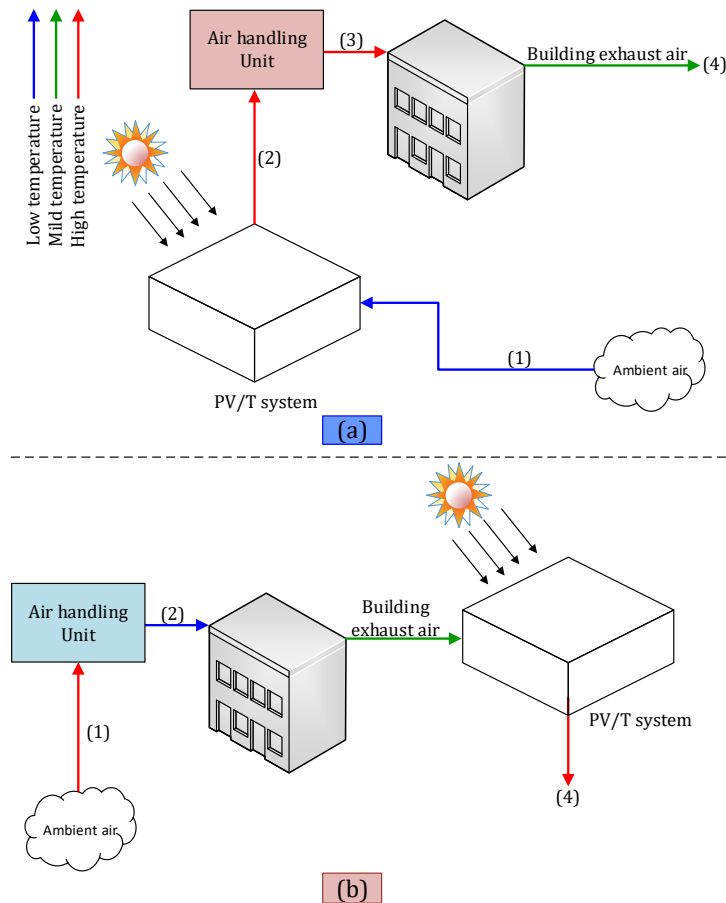 Low temperature
Mild temperature
High temperature
Air handling
Unit
(3)
Building exhaust air
(4)
(2)
(1)
Ambient air
PV/T system
(a)
Air handling
Unit
(2)
Building
exhaust air
PV/T system
(1)
(4)
Ambient air
(b)